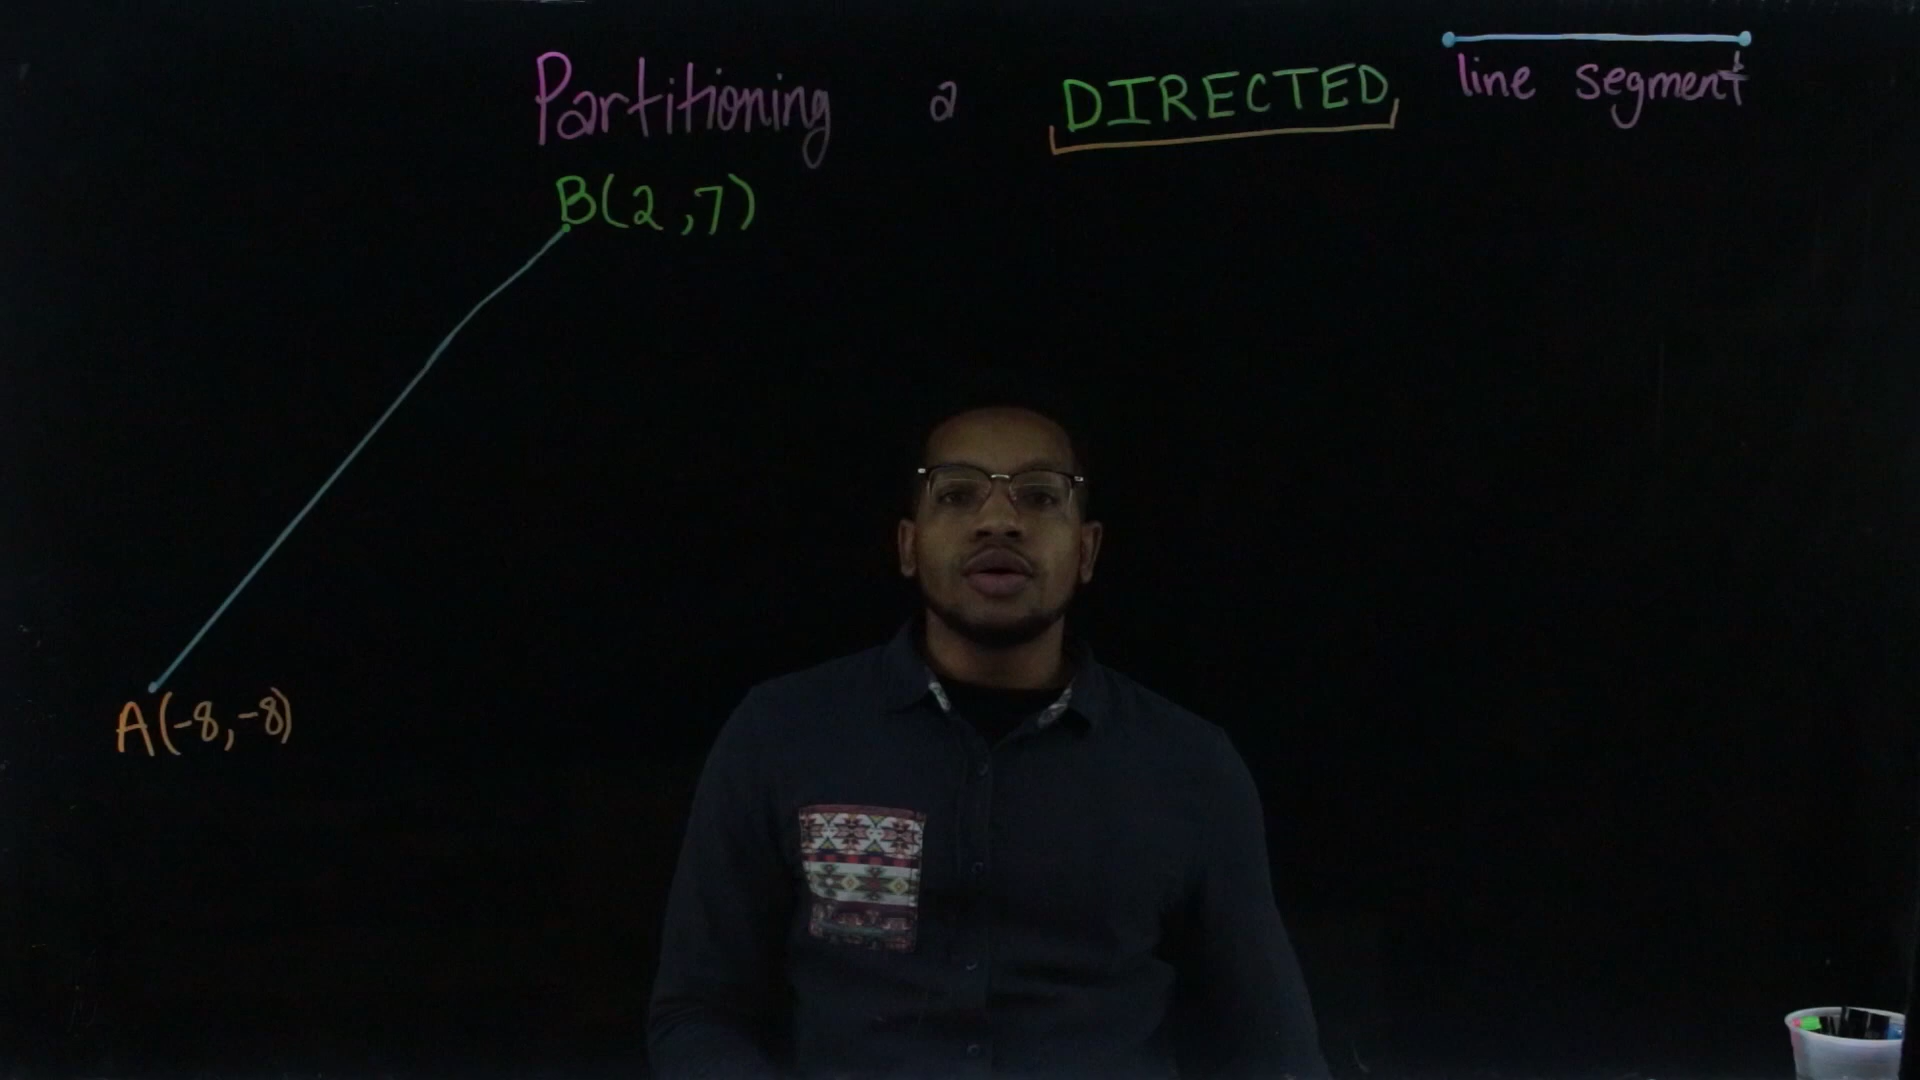 Partitioning a DIRECTED line segment
B(2,7)
A(-8,-8)